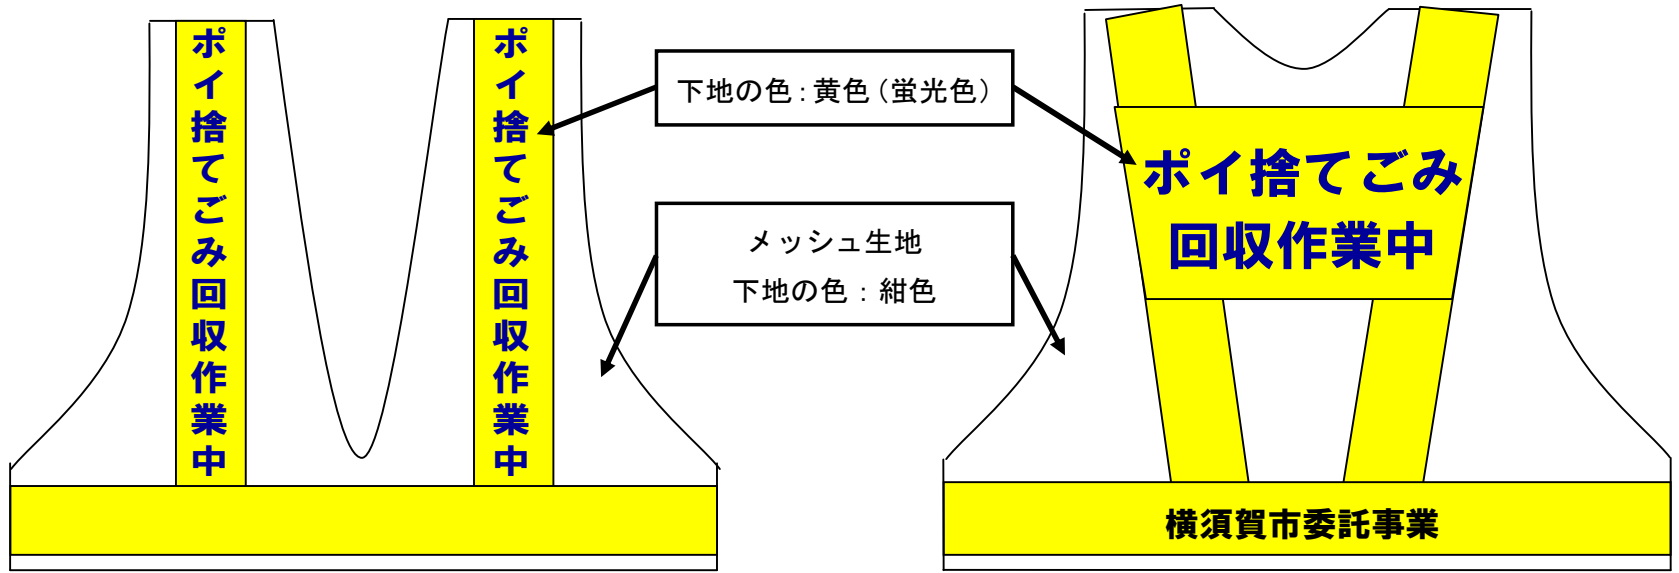 ポイ捨てごみ回収作業中
ポイ捨てごみ回収作業中
下地の色：黄色（蛍光色）
メッシュ生地
下地の色：紺色
ポイ捨てごみ
回収作業中
横須賀市委託事業